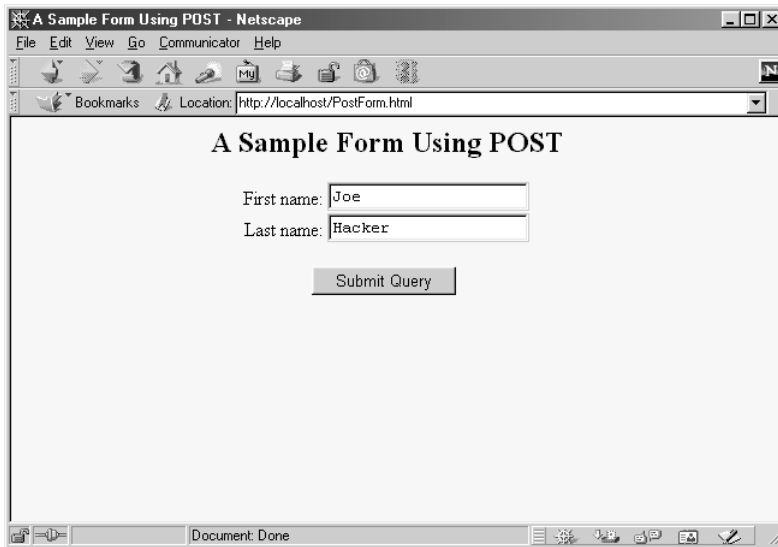 A Sample Form Using POST - Netscape
File Edit View Go Communicator Help
My N
Bookmarks Location: http://localhost/PostForm.html
A Sample Form Using POST
First name: Joe
Last name: Hacker
Submit Query
Document: Done